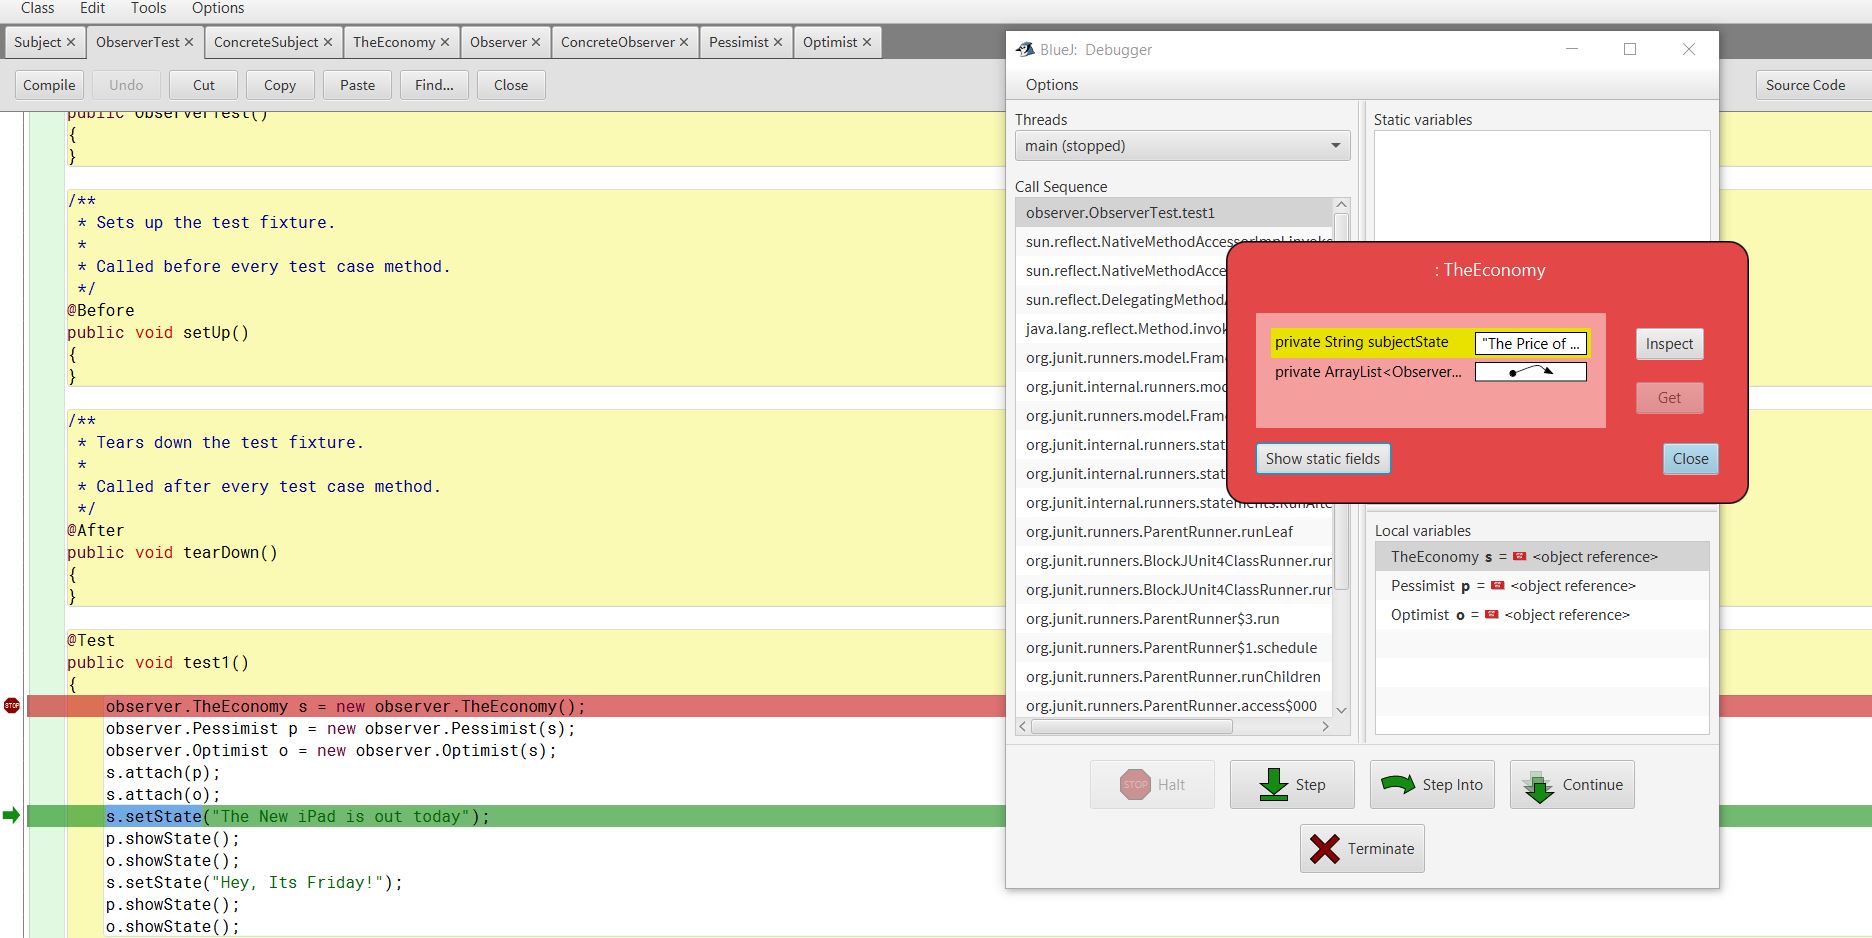 Class Edit Tools Options
Subject × ObserverTest × ConcreteSubject × TheEconomy × Observer × ConcreteObserver × Pessimist × Optimist ×
Compile Undo Cut Copy Paste Find... Close Source Code
public ObserverTest()
{
}
/**
* Sets up the test fixture.
*
* Called before every test case method.
*/
@Before
public void setUp()
{
}
/**
* Tears down the test fixture.
*
* Called after every test case method.
*/
@After
public void tearDown()
{
}
@Test
public void test1()
{
STOP observer.TheEconomy s = new observer.TheEconomy();
observer.Pessimist p = new observer.Pessimist(s);
observer.Optimist o = new observer.Optimist(s);
s.attach(p);
s.attach(o);
s.setState("The New iPad is out today");
p.showState();
o.showState();
s.setState("Hey, Its Friday!");
p.showState();
o.showState();
BlueJ: Debugger
Options
Threads
main (stopped)
Call Sequence
observer.ObserverTest.test1
sun.reflect.NativeMethodAccessorImpl.invoke
sun.reflect.NativeMethodAcce
sun.reflect.DelegatingMethodA
java.lang.reflect.Method.invok
org.junit.runners.model.Fram
org.junit.internal.runners.mod
org.junit.runners.model.Fram
org.junit.internal.runners.stat
org.junit.internal.runners.stat
org.junit.internal.runners.statements.RunAfte
org.junit.runners.ParentRunner.runLeaf
org.junit.runners.BlockJUnit4ClassRunner.run
org.junit.runners.BlockJUnit4ClassRunner.run
org.junit.runners.ParentRunner$3.run
org.junit.runners.ParentRunner$1.schedule
org.junit.runners.ParentRunner.runChildren
org.junit.runners.ParentRunner.access$000
Static variables
: TheEconomy
private String subjectState "The Price of ...
private ArrayList<Observer...
Inspect
Get
Show static fields
Close
Local variables
TheEconomy s = <object reference>
Pessimist p = <object reference>
Optimist o = <object reference>
STOP Halt Step Step Into Continue
Terminate